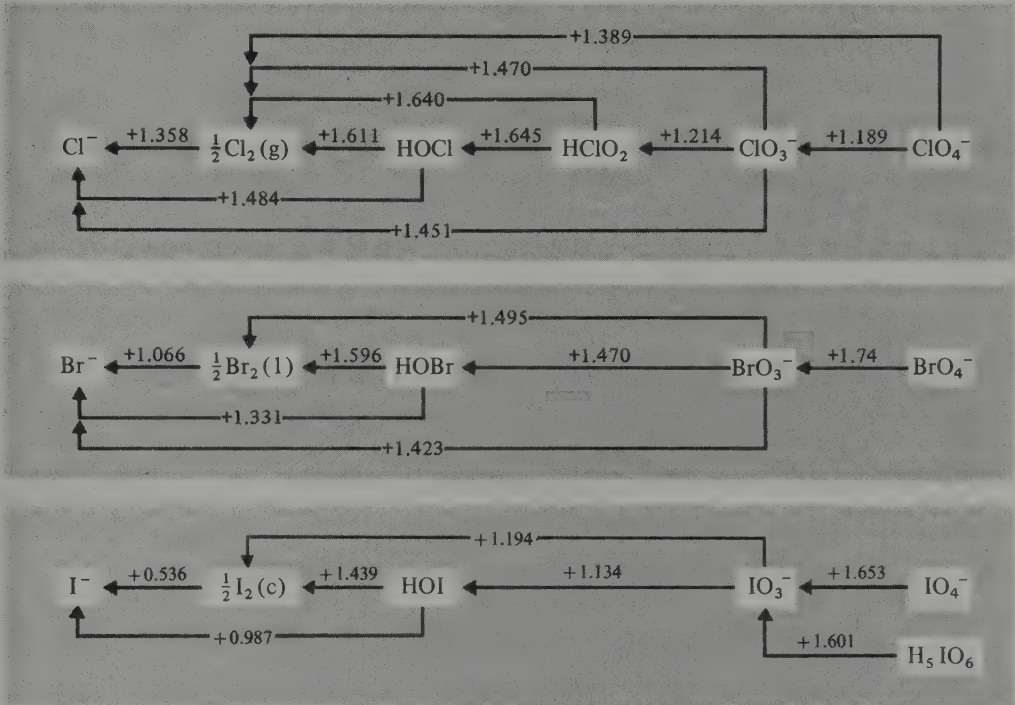 +1.389
+1.470
+1.640
Cl⁻ +1.358 ½Cl₂ (g) +1.611 HOCl +1.645 HClO₂ +1.214 ClO₃⁻ +1.189 ClO₄⁻
+1.484
+1.451
+1.495
Br⁻ +1.066 ½Br₂ (l) +1.596 HOBr +1.470 BrO₃⁻ +1.74 BrO₄⁻
+1.331
+1.423
+1.194
I⁻ +0.536 ½I₂ (c) +1.439 HOI +1.134 IO₃⁻ +1.653 IO₄⁻
+0.987
+1.601
H₅IO₆